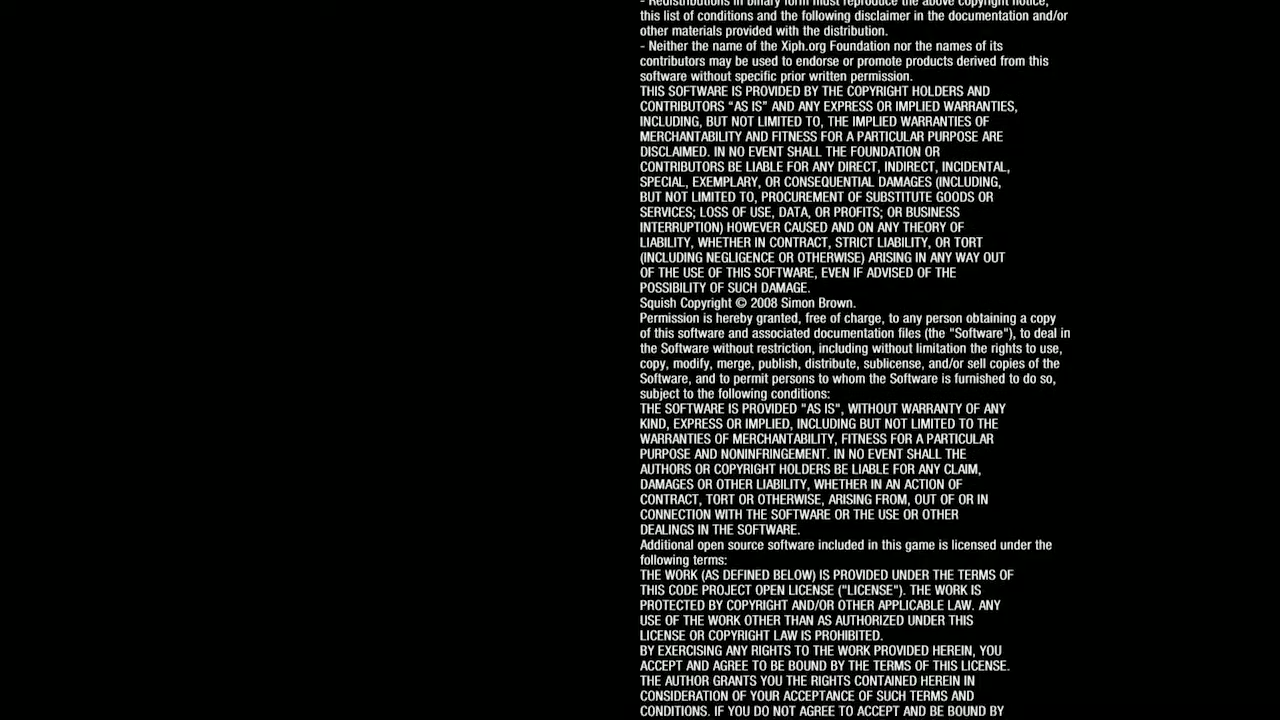 - Redistributions in binary form must reproduce the above copyright notice,
this list of conditions and the following disclaimer in the documentation and/or
other materials provided with the distribution.
- Neither the name of the Xiph.org Foundation nor the names of its
contributors may be used to endorse or promote products derived from this
software without specific prior written permission.
THIS SOFTWARE IS PROVIDED BY THE COPYRIGHT HOLDERS AND
CONTRIBUTORS “AS IS” AND ANY EXPRESS OR IMPLIED WARRANTIES,
INCLUDING, BUT NOT LIMITED TO, THE IMPLIED WARRANTIES OF
MERCHANTABILITY AND FITNESS FOR A PARTICULAR PURPOSE ARE
DISCLAIMED. IN NO EVENT SHALL THE FOUNDATION OR
CONTRIBUTORS BE LIABLE FOR ANY DIRECT, INDIRECT, INCIDENTAL,
SPECIAL, EXEMPLARY, OR CONSEQUENTIAL DAMAGES (INCLUDING,
BUT NOT LIMITED TO, PROCUREMENT OF SUBSTITUTE GOODS OR
SERVICES; LOSS OF USE, DATA, OR PROFITS; OR BUSINESS
INTERRUPTION) HOWEVER CAUSED AND ON ANY THEORY OF
LIABILITY, WHETHER IN CONTRACT, STRICT LIABILITY, OR TORT
(INCLUDING NEGLIGENCE OR OTHERWISE) ARISING IN ANY WAY OUT
OF THE USE OF THIS SOFTWARE, EVEN IF ADVISED OF THE
POSSIBILITY OF SUCH DAMAGE.
Squish Copyright © 2008 Simon Brown.
Permission is hereby granted, free of charge, to any person obtaining a copy
of this software and associated documentation files (the "Software"), to deal in
the Software without restriction, including without limitation the rights to use,
copy, modify, merge, publish, distribute, sublicense, and/or sell copies of the
Software, and to permit persons to whom the Software is furnished to do so,
subject to the following conditions:
THE SOFTWARE IS PROVIDED "AS IS", WITHOUT WARRANTY OF ANY
KIND, EXPRESS OR IMPLIED, INCLUDING BUT NOT LIMITED TO THE
WARRANTIES OF MERCHANTABILITY, FITNESS FOR A PARTICULAR
PURPOSE AND NONINFRINGEMENT. IN NO EVENT SHALL THE
AUTHORS OR COPYRIGHT HOLDERS BE LIABLE FOR ANY CLAIM,
DAMAGES OR OTHER LIABILITY, WHETHER IN AN ACTION OF
CONTRACT, TORT OR OTHERWISE, ARISING FROM, OUT OF OR IN
CONNECTION WITH THE SOFTWARE OR THE USE OR OTHER
DEALINGS IN THE SOFTWARE.
Additional open source software included in this game is licensed under the
following terms:
THE WORK (AS DEFINED BELOW) IS PROVIDED UNDER THE TERMS OF
THIS CODE PROJECT OPEN LICENSE ("LICENSE"). THE WORK IS
PROTECTED BY COPYRIGHT AND/OR OTHER APPLICABLE LAW. ANY
USE OF THE WORK OTHER THAN AS AUTHORIZED UNDER THIS
LICENSE OR COPYRIGHT LAW IS PROHIBITED.
BY EXERCISING ANY RIGHTS TO THE WORK PROVIDED HEREIN, YOU
ACCEPT AND AGREE TO BE BOUND BY THE TERMS OF THIS LICENSE.
THE AUTHOR GRANTS YOU THE RIGHTS CONTAINED HEREIN IN
CONSIDERATION OF YOUR ACCEPTANCE OF SUCH TERMS AND
CONDITIONS. IF YOU DO NOT AGREE TO ACCEPT AND BE BOUND BY